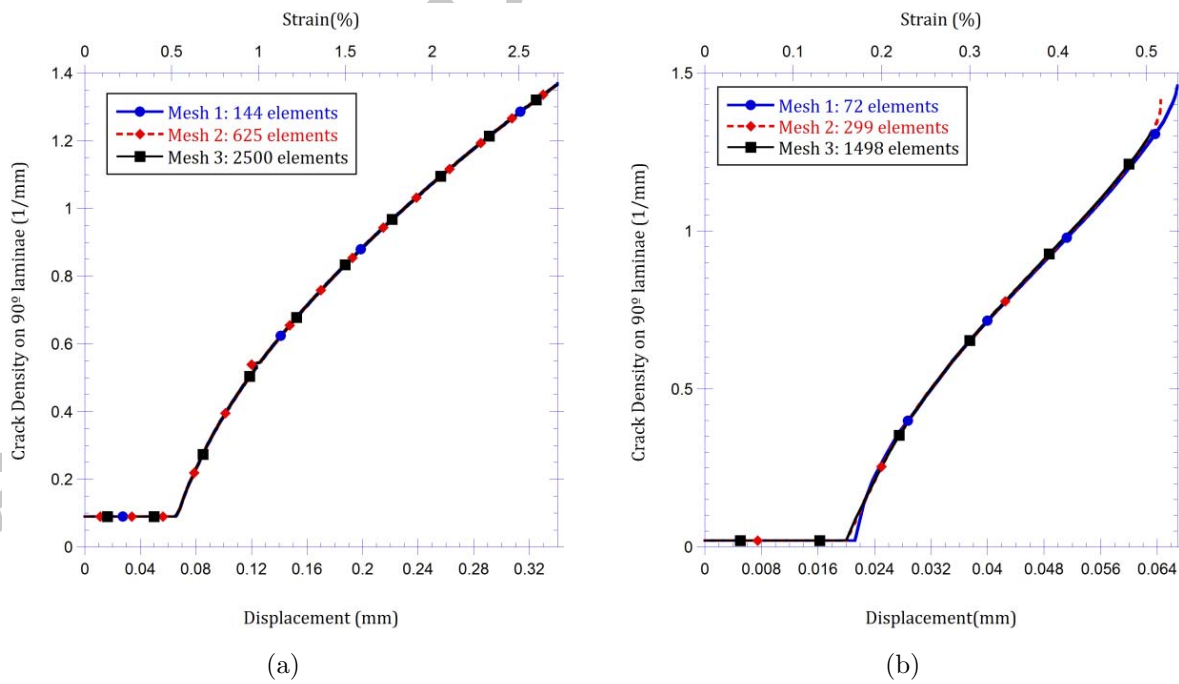 Strain(%)
0 0.5 1 1.5 2 2.5
1.4
1.2
1
0.8
0.6
0.4
0.2
0
Crack Density on 90º laminae (1/mm)
Mesh 1: 144 elements
Mesh 2: 625 elements
Mesh 3: 2500 elements
0 0.04 0.08 0.12 0.16 0.2 0.24 0.28 0.32
Displacement (mm)
(a)
Strain (%)
0 0.1 0.2 0.3 0.4 0.5
1.5
1
0.5
0
Crack Density on 90º laminae (1/mm)
Mesh 1: 72 elements
Mesh 2: 299 elements
Mesh 3: 1498 elements
0 0.008 0.016 0.024 0.032 0.04 0.048 0.056 0.064
Displacement(mm)
(b)